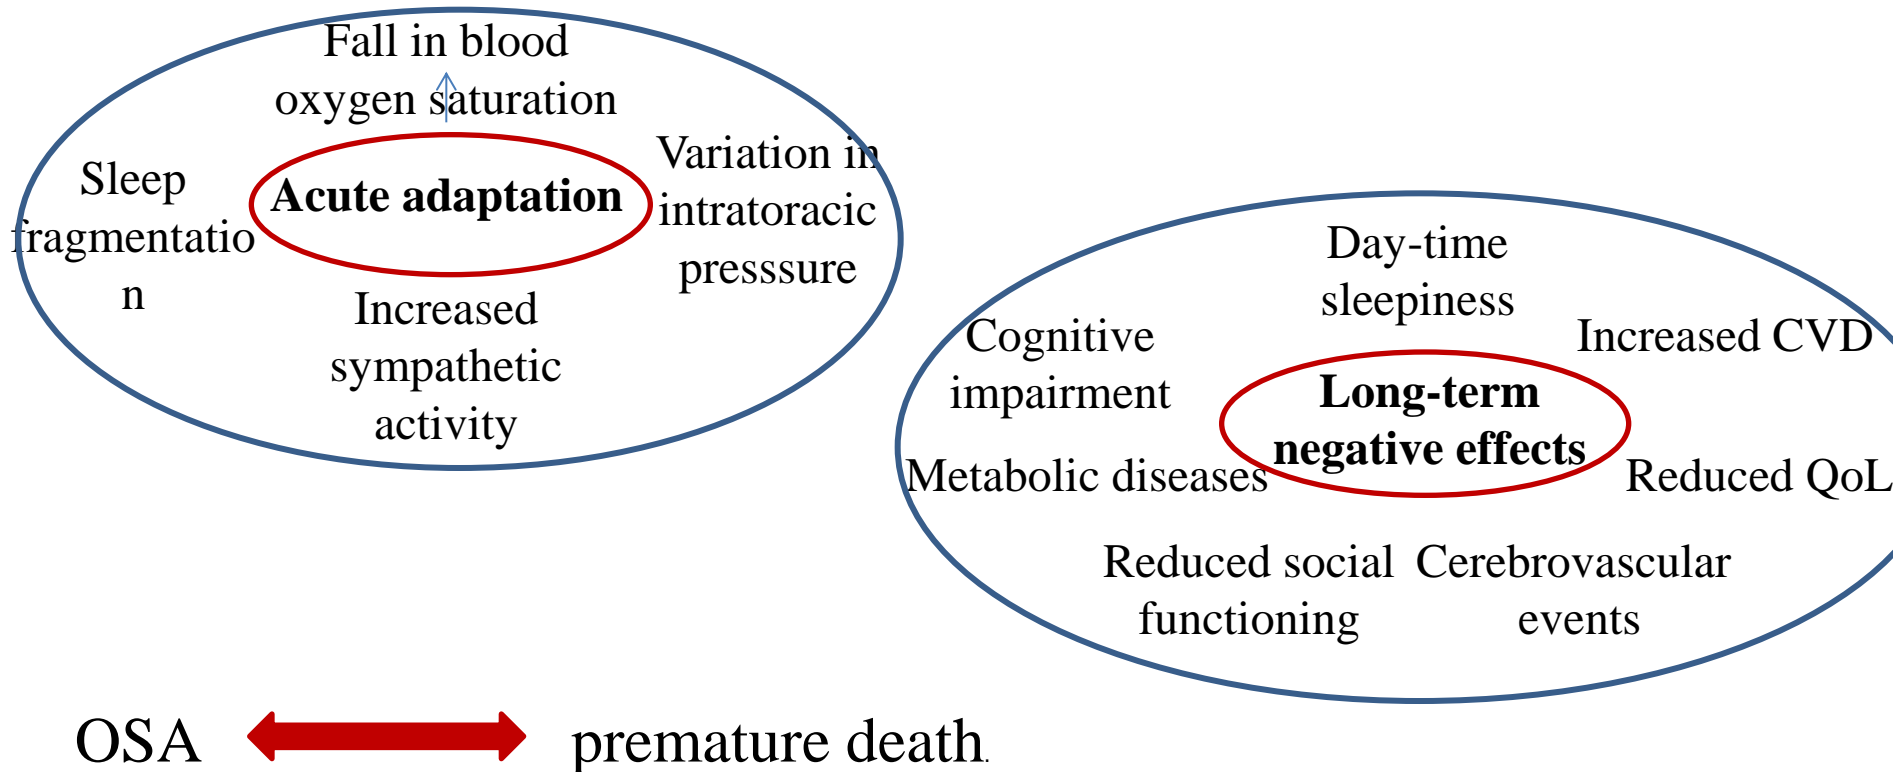 Fall in blood
oxygen saturation
Sleep
fragmentatio
n
Acute adaptation
Variation in
intratoracic
presssure
Increased
sympathetic
activity
Day-time
sleepiness
Cognitive
impairment
Increased CVD
Long-term
negative effects
Metabolic diseases
Reduced QoL
Reduced social
functioning
Cerebrovascular
events
OSA
premature death.